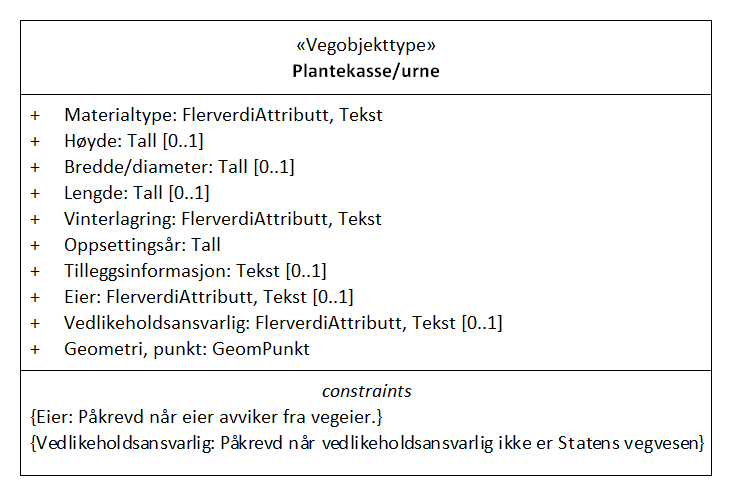 «Vegobjekttype»
Plantekasse/urne
+ Materialtype: FlerverdiAttributt, Tekst
+ Høyde: Tall [0..1]
+ Bredde/diameter: Tall [0..1]
+ Lengde: Tall [0..1]
+ Vinterlagring: FlerverdiAttributt, Tekst
+ Oppsettingsår: Tall
+ Tilleggsinformasjon: Tekst [0..1]
+ Eier: FlerverdiAttributt, Tekst [0..1]
+ Vedlikeholdsansvarlig: FlerverdiAttributt, Tekst [0..1]
+ Geometri, punkt: GeomPunkt
constraints
{Eier: Påkrevd når eier avviker fra vegeier.}
{Vedlikeholdsansvarlig: Påkrevd når vedlikeholdsansvarlig ikke er Statens vegvesen}